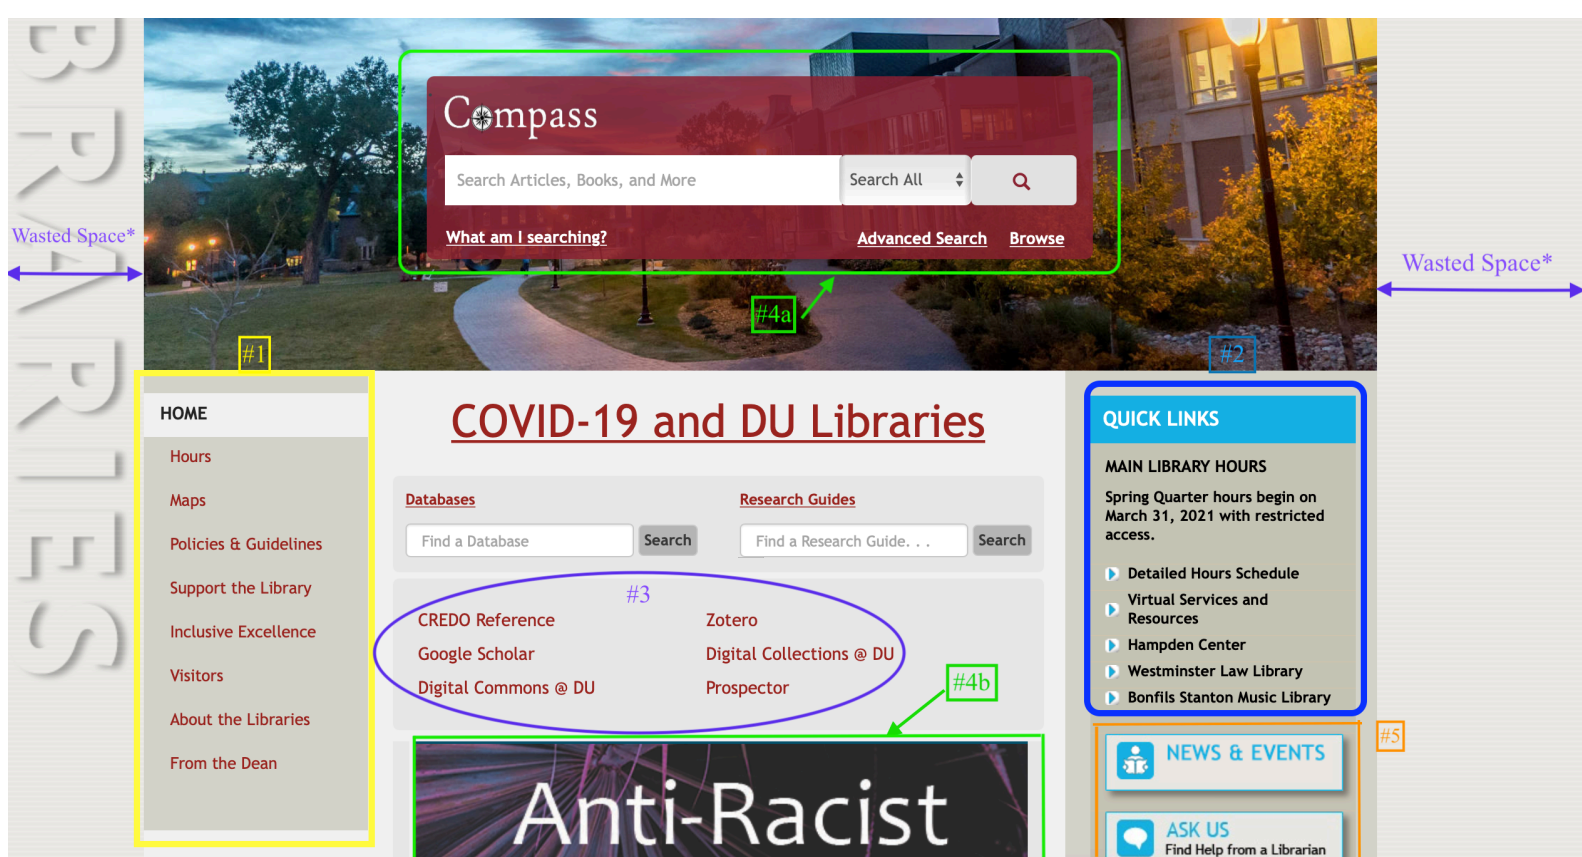 BRARIES
Compass
Search Articles, Books, and More
Search All
What am I searching?
Advanced Search
Browse
Wasted Space*
Wasted Space*
#4a
#1
#2
HOME
Hours
Maps
Policies & Guidelines
Support the Library
Inclusive Excellence
Visitors
About the Libraries
From the Dean
COVID-19 and DU Libraries
Databases
Find a Database
Search
Research Guides
Find a Research Guide. . .
Search
#3
CREDO Reference
Zotero
Google Scholar
Digital Collections @ DU
Digital Commons @ DU
Prospector
#4b
Anti-Racist
QUICK LINKS
MAIN LIBRARY HOURS
Spring Quarter hours begin on
March 31, 2021 with restricted
access.
Detailed Hours Schedule
Virtual Services and
Resources
Hampden Center
Westminster Law Library
Bonfils Stanton Music Library
#5
NEWS & EVENTS
ASK US
Find Help from a Librarian